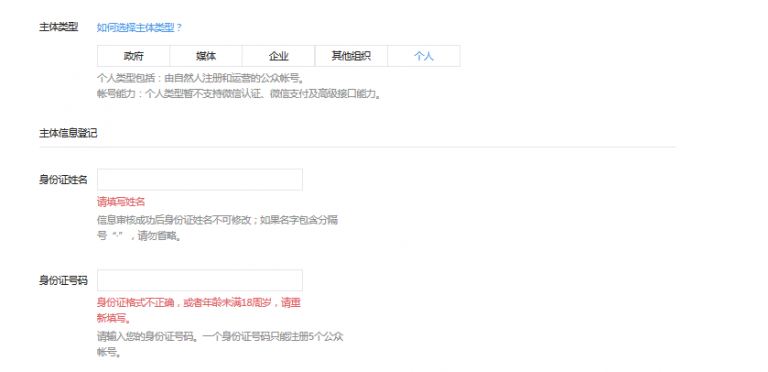 主体类型 如何选择主体类型？
政府 媒体 企业 其他组织 个人
个人类型包括：由自然人注册和运营的公众帐号。
帐号能力：个人类型暂不支持微信认证、微信支付及高级接口能力。
主体信息登记
身份证姓名
请填写姓名
信息审核成功后身份证姓名不可修改；如果名字包含分隔
号“·”，请勿省略。
身份证号码
身份证格式不正确，或者年龄未满18周岁，请重
新填写。
请输入您的身份证号码。一个身份证号码只能注册5个公众
帐号。